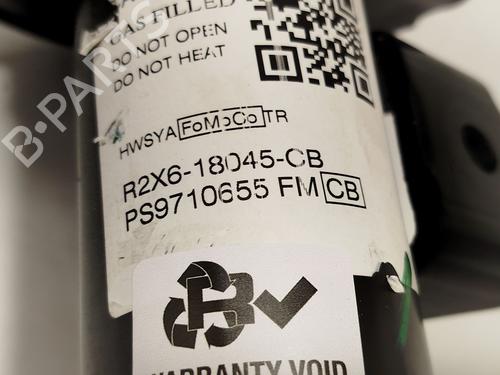 GAS FILLED
DO NOT OPEN
DO NOT HEAT
B-PARTS
HWSYA FoMoCo TR
R2X6-18045-CB
PS9710655 FM CB
R
WARRANTY VOID